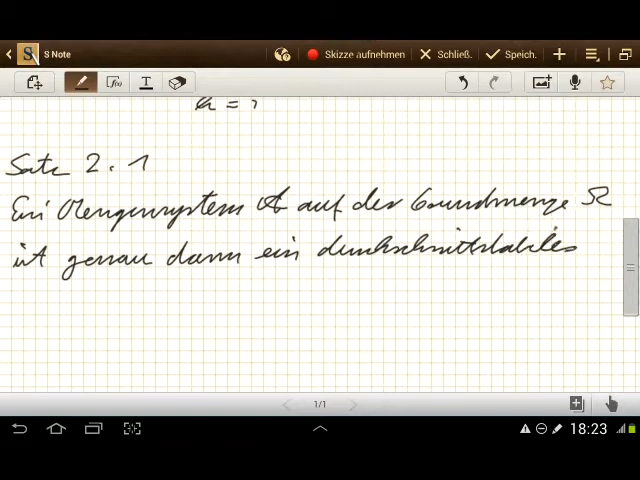 S Note
Skizze aufnehmen
Schließ.
Speich.
f(x)
T
Satz 2.1
Ein Mengensystem A auf der Grundmenge Ω
ist genau dann ein durchschnittstabiles
1/1
18:23